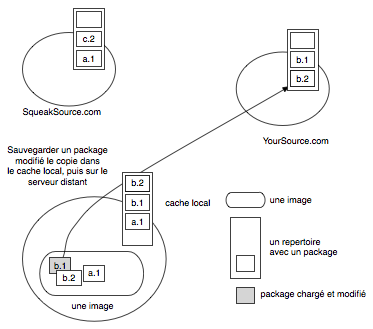 c.2
a.1
SqueakSource.com
b.1
b.2
YourSource.com
Sauvegarder un package
modifié le copie dans
le cache local, puis sur le
serveur distant
b.2
b.1
a.1
cache local
b.1
b.2
a.1
une image
une image
un repertoire
avec un package
package chargé et modifié